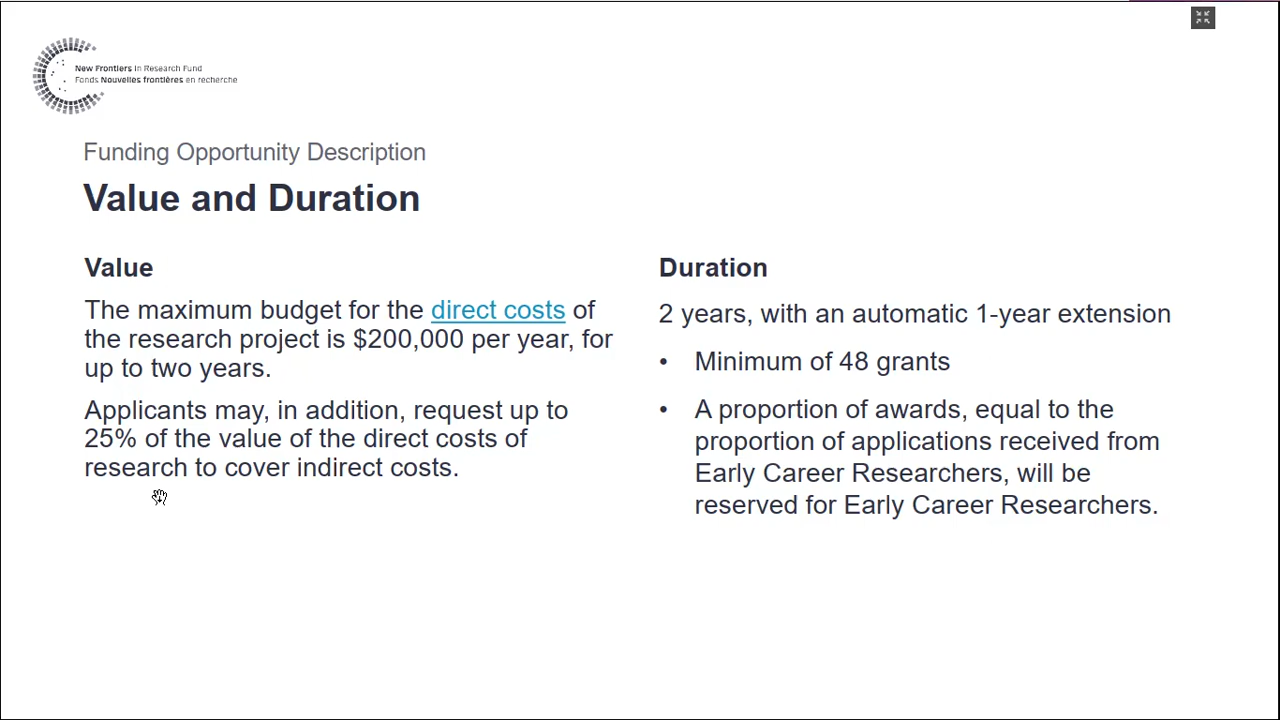 New Frontiers in Research Fund
Fonds Nouvelles frontières en recherche
Funding Opportunity Description
Value and Duration
Value
The maximum budget for the direct costs of
the research project is $200,000 per year, for
up to two years.
Applicants may, in addition, request up to
25% of the value of the direct costs of
research to cover indirect costs.
Duration
2 years, with an automatic 1-year extension
• Minimum of 48 grants
• A proportion of awards, equal to the
proportion of applications received from
Early Career Researchers, will be
reserved for Early Career Researchers.